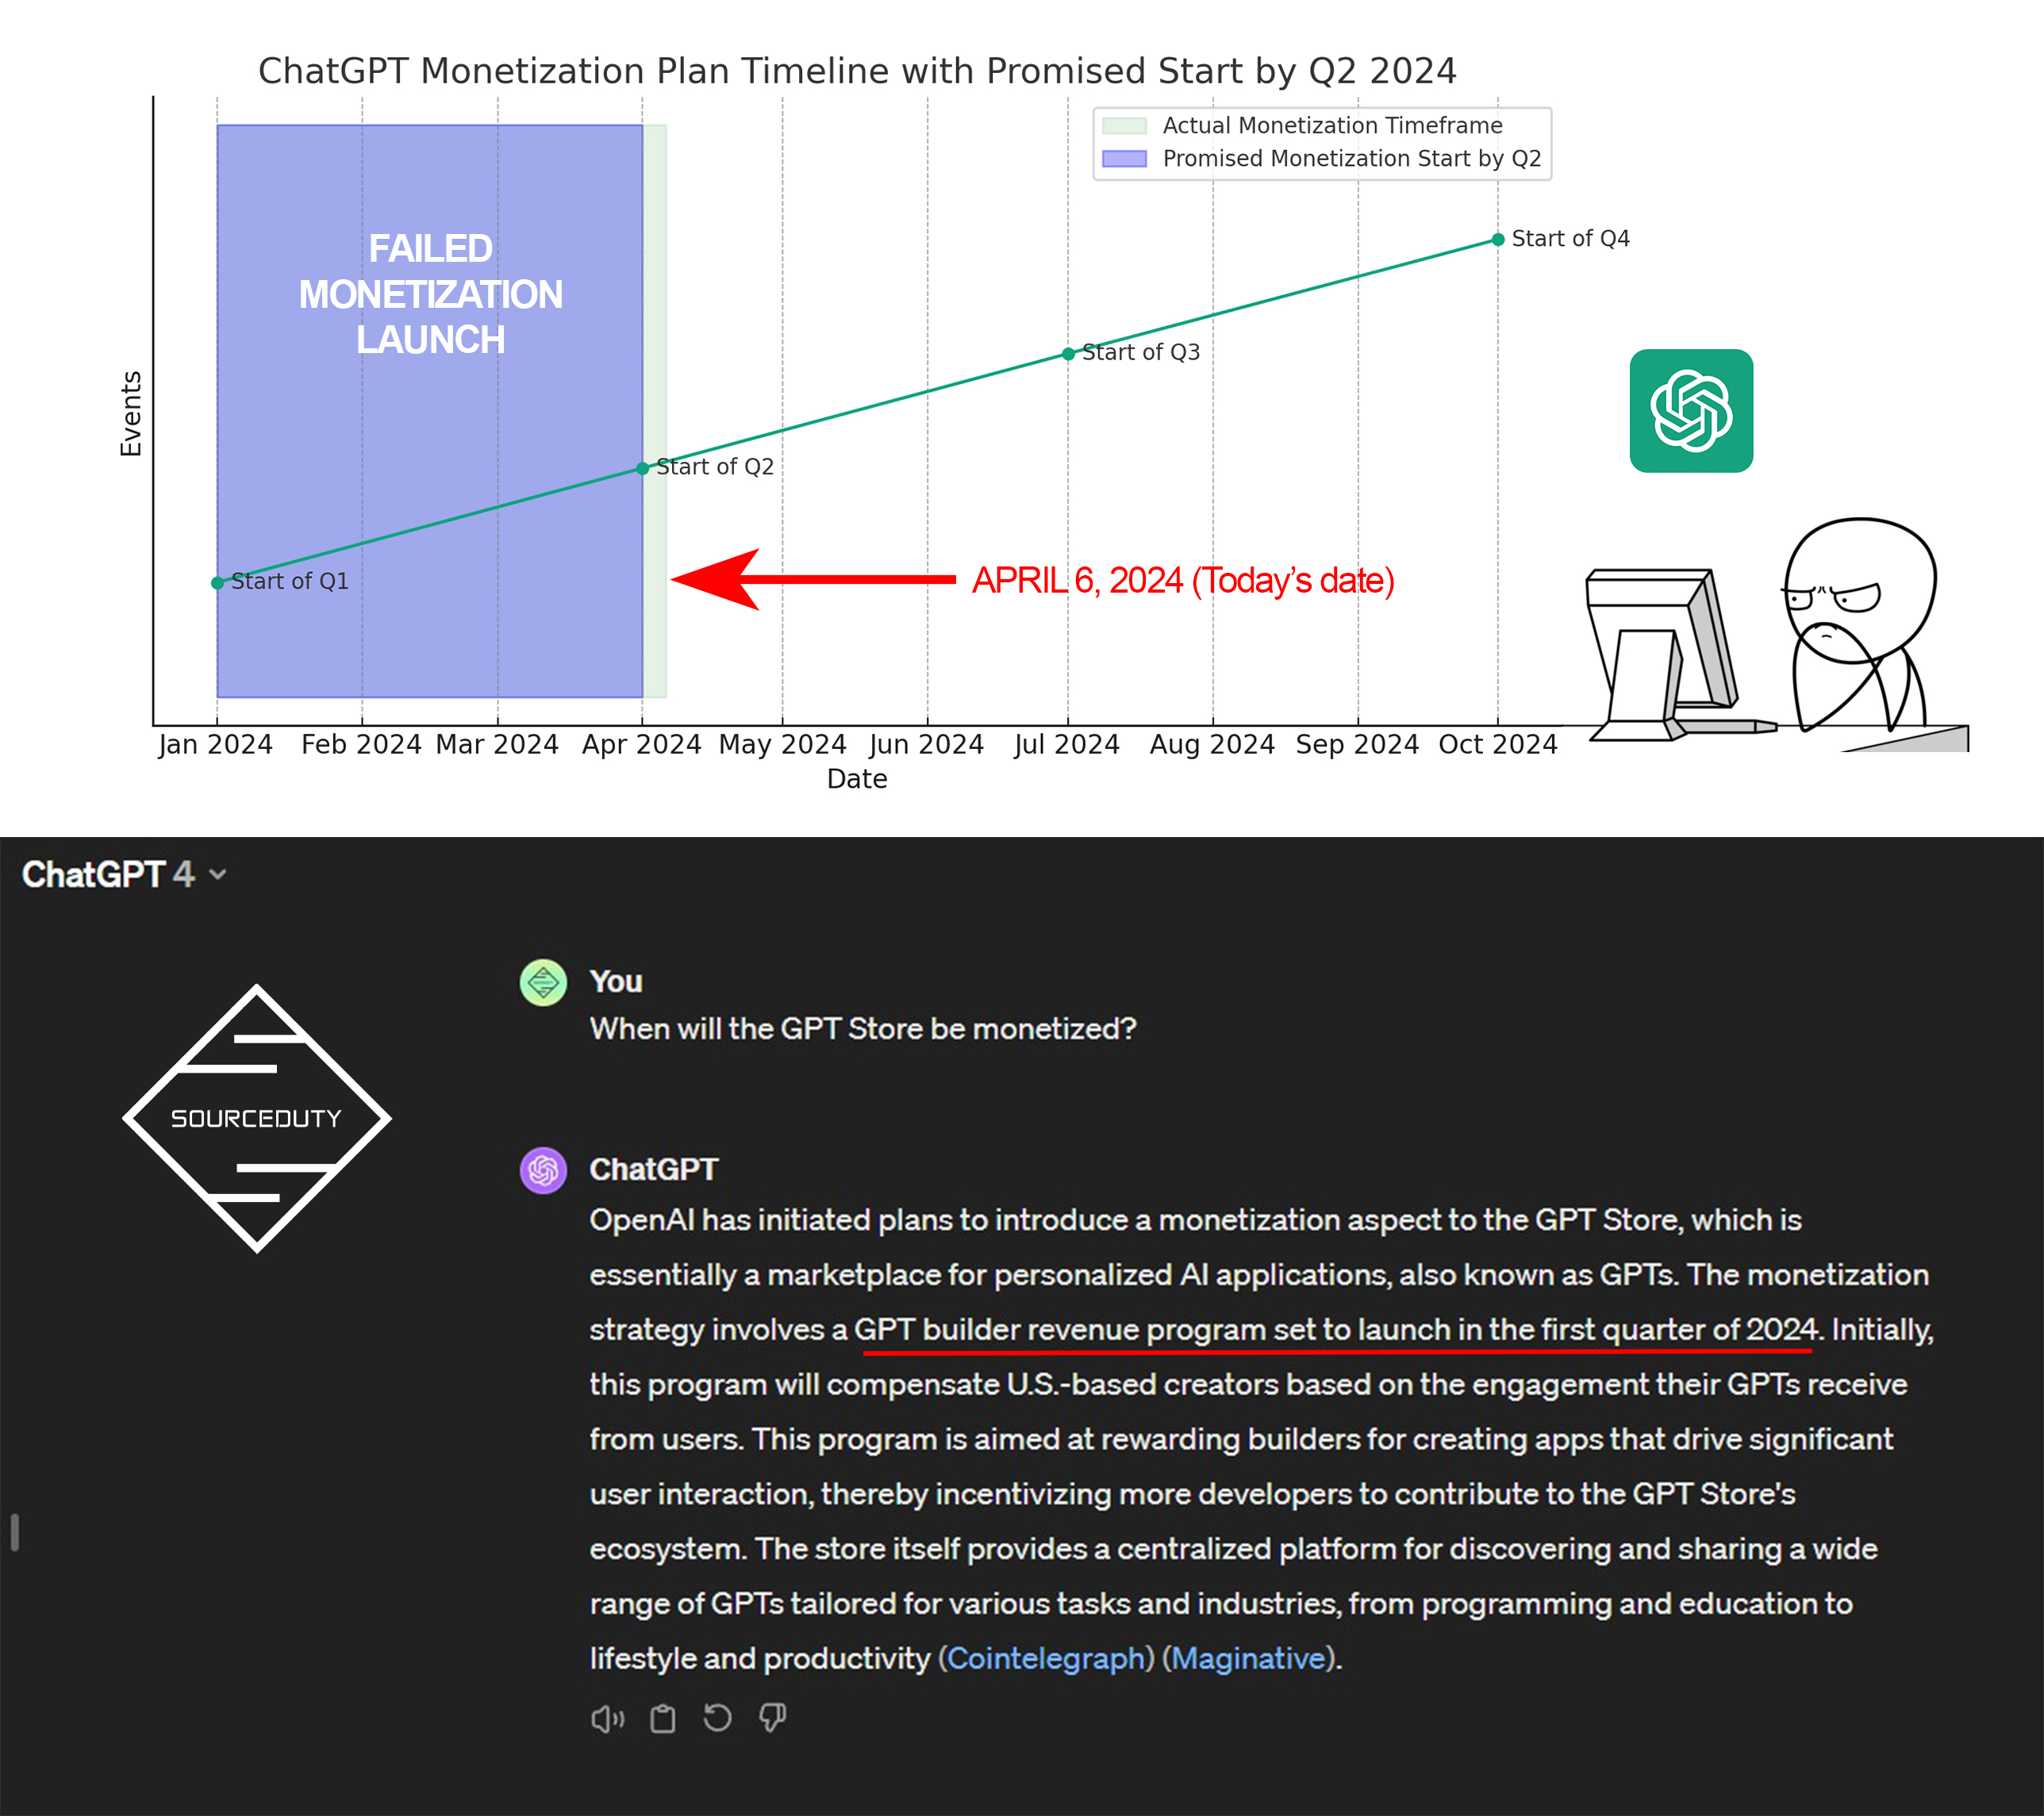 ChatGPT Monetization Plan Timeline with Promised Start by Q2 2024
Actual Monetization Timeframe
Promised Monetization Start by Q2
FAILED
MONETIZATION
LAUNCH
Start of Q4
Start of Q3
Events
Start of Q2
Start of Q1
APRIL 6, 2024 (Today’s date)
Jan 2024 Feb 2024 Mar 2024 Apr 2024 May 2024 Jun 2024 Jul 2024 Aug 2024 Sep 2024 Oct 2024
Date
ChatGPT 4
SOURCEDUTY
You
When will the GPT Store be monetized?
ChatGPT
OpenAI has initiated plans to introduce a monetization aspect to the GPT Store, which is
essentially a marketplace for personalized AI applications, also known as GPTs. The monetization
strategy involves a GPT builder revenue program set to launch in the first quarter of 2024. Initially,
this program will compensate U.S.-based creators based on the engagement their GPTs receive
from users. This program is aimed at rewarding builders for creating apps that drive significant
user interaction, thereby incentivizing more developers to contribute to the GPT Store's
ecosystem. The store itself provides a centralized platform for discovering and sharing a wide
range of GPTs tailored for various tasks and industries, from programming and education to
lifestyle and productivity (Cointelegraph) (Maginative).